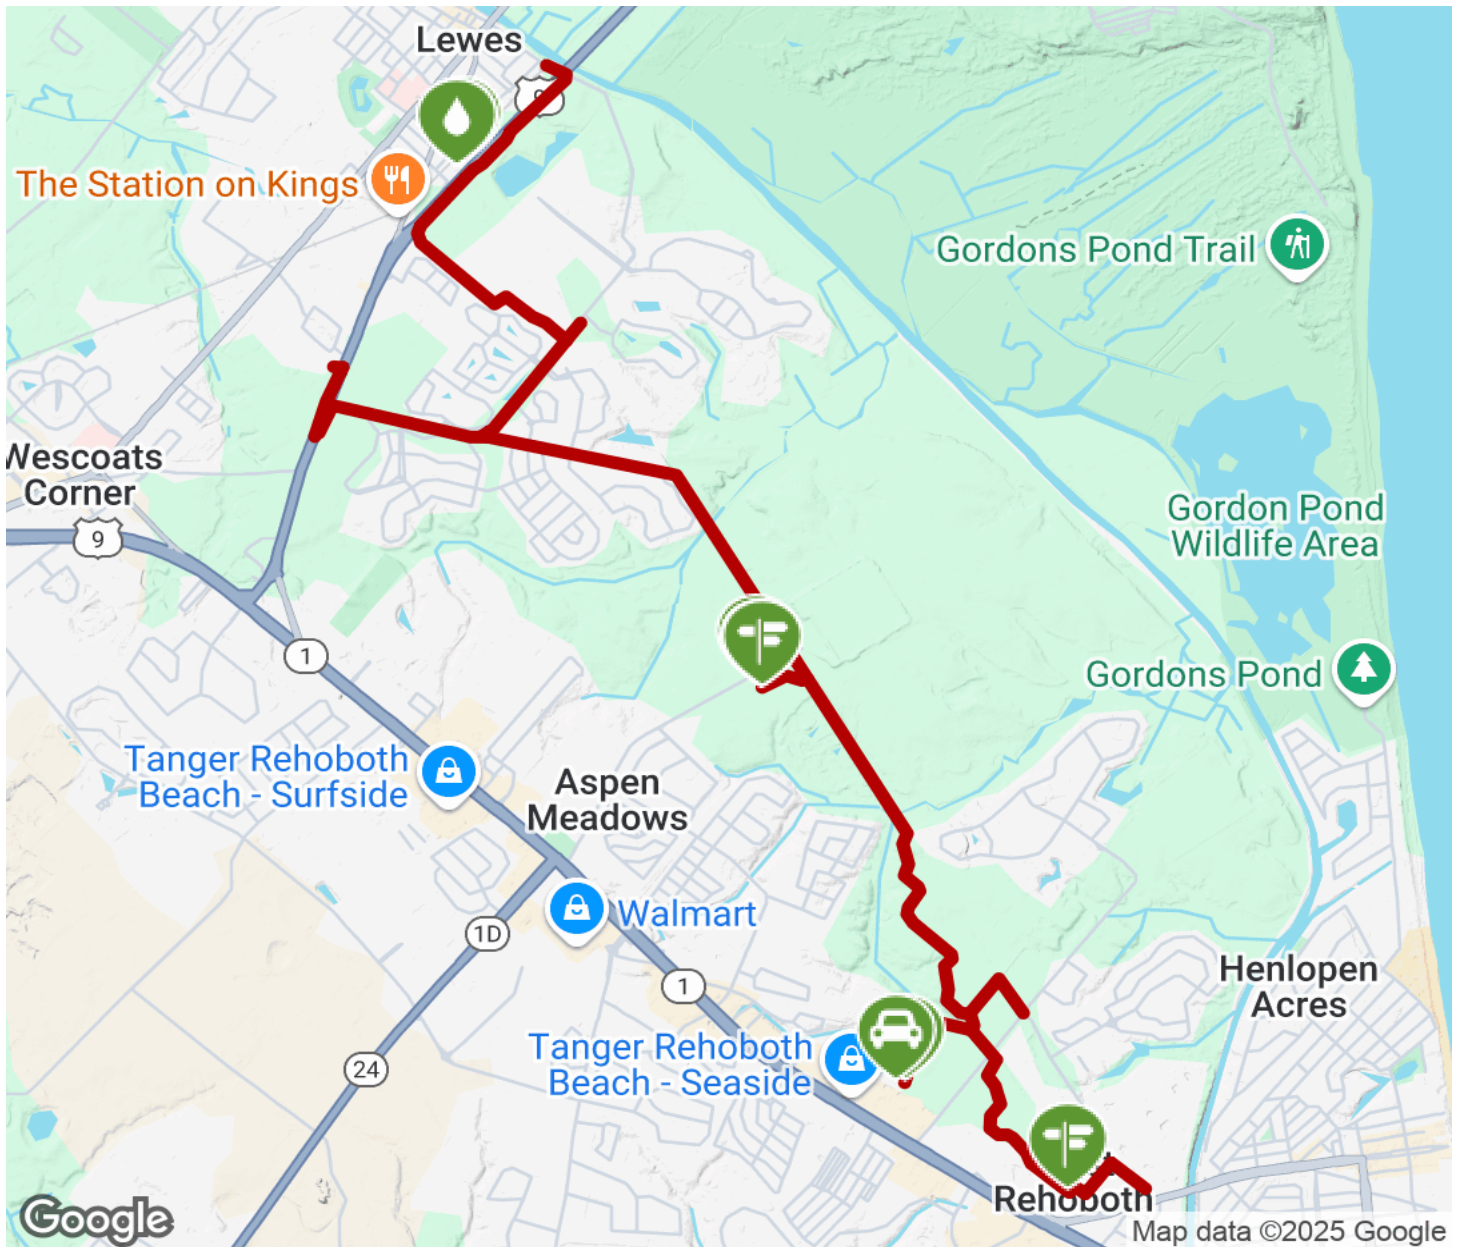 Lewes
The Station on Kings
Gordons Pond Trail
Wescoats
Corner
9
Gordon Pond
Wildlife Area
1
Gordons Pond
Tanger Rehoboth
Beach - Surfside
Aspen
Meadows
Walmart
1D
1
Henlopen
Acres
Tanger Rehoboth
Beach - Seaside
24
Rehoboth
Google
Map data ©2025 Google